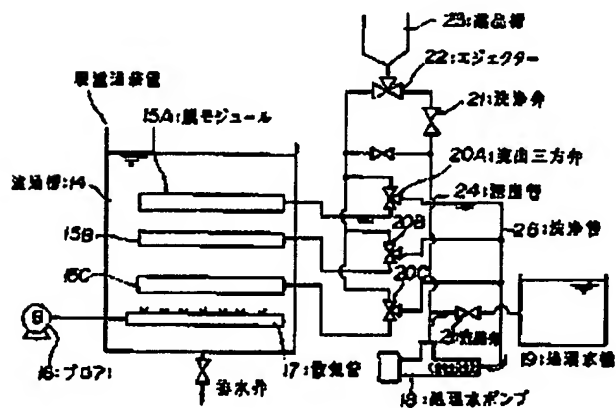 23:薬品槽
22:エジェクター
膜濾過装置
21:洗浄弁
15A:膜モジュール
20A:流出三方弁
濾過槽:14
24:流出管
20B
15B
26:洗浄管
15C
20C
19:処理水槽
16:ブロア
17:散気管
排水弁
18:処理水ポンプ